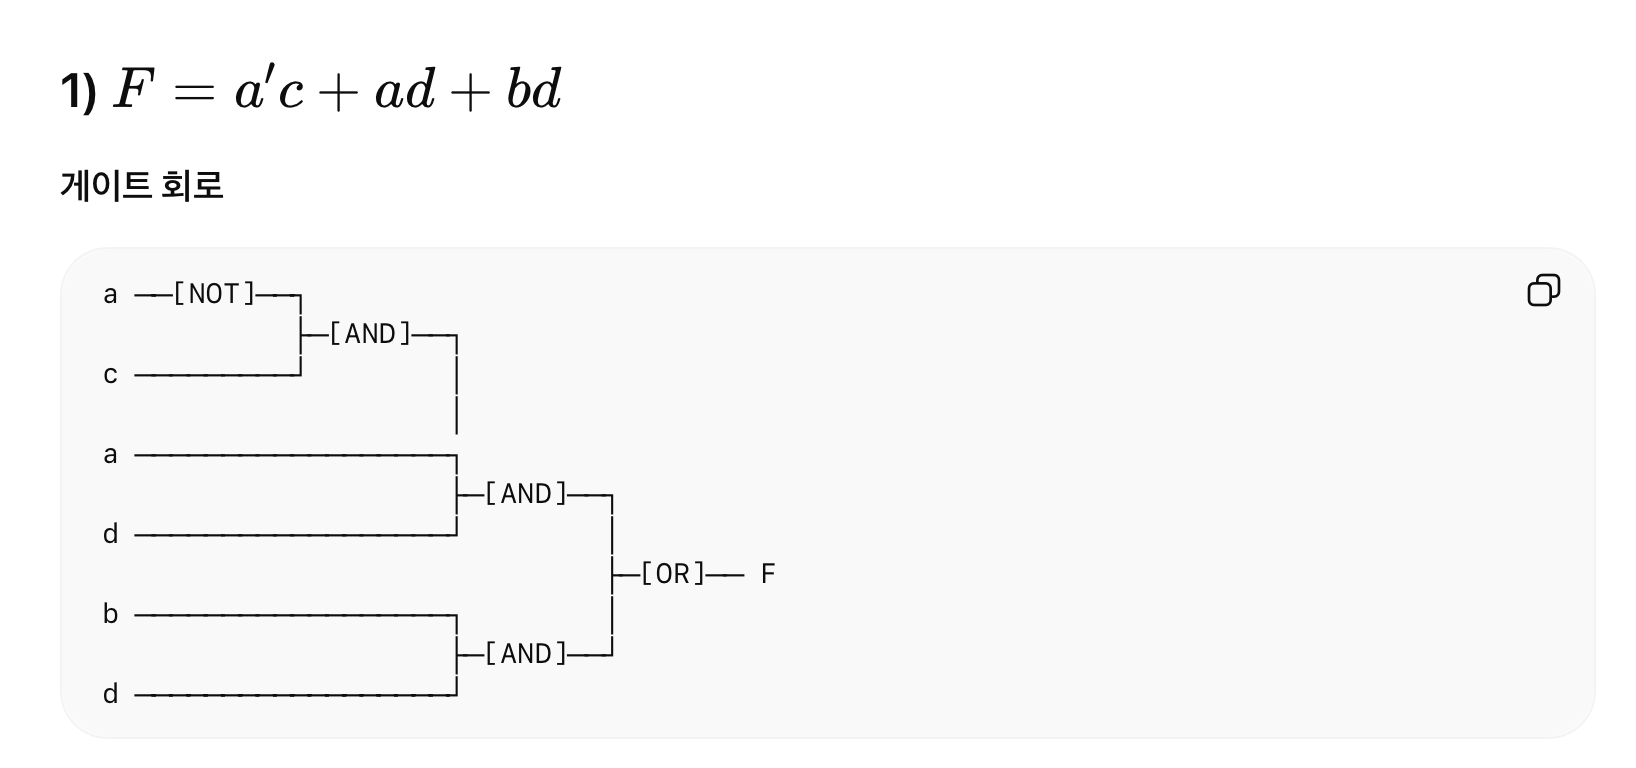 1) F = a′c + ad + bd
게이트 회로
a ──[NOT]──┐
├─[AND]──┐
c ─────────┘
a ──────────────────┐
├─[AND]──┐
d ──────────────────┘
├─[OR]── F
b ──────────────────┐
├─[AND]──┘
d ──────────────────┘